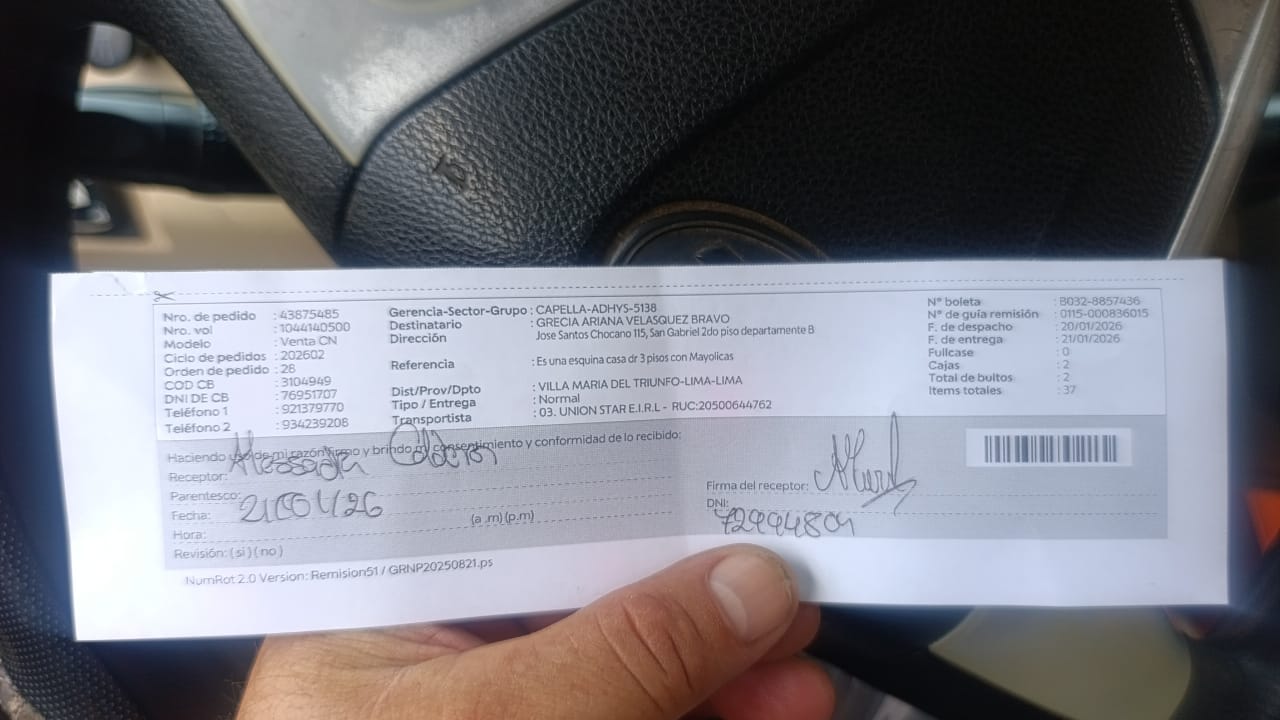 Nro. de pedido : 43875485
Nro. vol : 1044140500
Modelo : Venta CN
Ciclo de pedidos : 202602
Orden de pedido : 28
COD CB : 3104949
DNI DE CB : 76951707
Teléfono 1 : 921379770
Teléfono 2 : 934239208
Gerencia-Sector-Grupo : CAPELLA-ADHYS-5138
Destinatario : GRECIA ARIANA VELASQUEZ BRAVO
Dirección Jose Santos Chocano 115, San Gabriel 2do piso departamente B
Referencia : Es una esquina casa dr 3 pisos con Mayolicas
Dist/Prov/Dpto : VILLA MARIA DEL TRIUNFO-LIMA-LIMA
Tipo / Entrega : Normal
Transportista : 03. UNION STAR E.I.R.L - RUC:20500644762
N° boleta : B032-8857436
N° de guía remisión : 0115-000836015
F. de despacho : 20/01/2026
F. de entrega : 21/01/2026
Fullcase : 0
Cajas : 2
Total de bultos : 2
Items totales : 37
Haciendo uso de mi razón firmo y brindo mi consentimiento y conformidad de lo recibido:
Receptor:
Parentesco:
Fecha: 21/01/26
Hora: (a .m) (p.m)
Revisión: ( si ) ( no )
Firma del receptor:
DNI:
NumRot 2.0 Version: Remision51 / GRNP20250821.ps